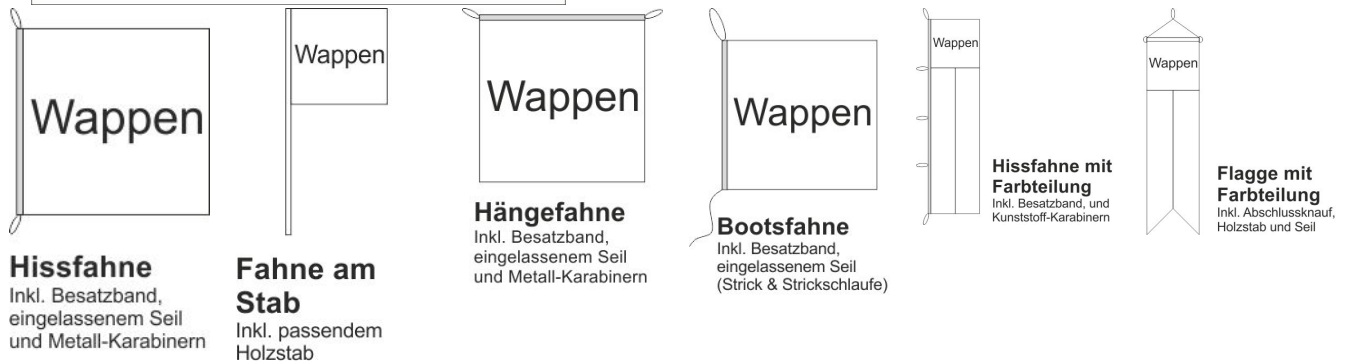 Wappen
Hissfahne
Inkl. Besatzband,
eingelassenem Seil
und Metall-Karabinern
Wappen
Fahne am
Stab
Inkl. passendem
Holzstab
Wappen
Hängefahne
Inkl. Besatzband,
eingelassenem Seil
und Metall-Karabinern
Wappen
Bootsfahne
Inkl. Besatzband,
eingelassenem Seil
(Strick & Strickschlaufe)
Wappen
Hissfahne mit
Farbteilung
Inkl. Besatzband, und
Kunststoff-Karabinern
Wappen
Flagge mit
Farbteilung
Inkl. Abschlussknauf,
Holzstab und Seil